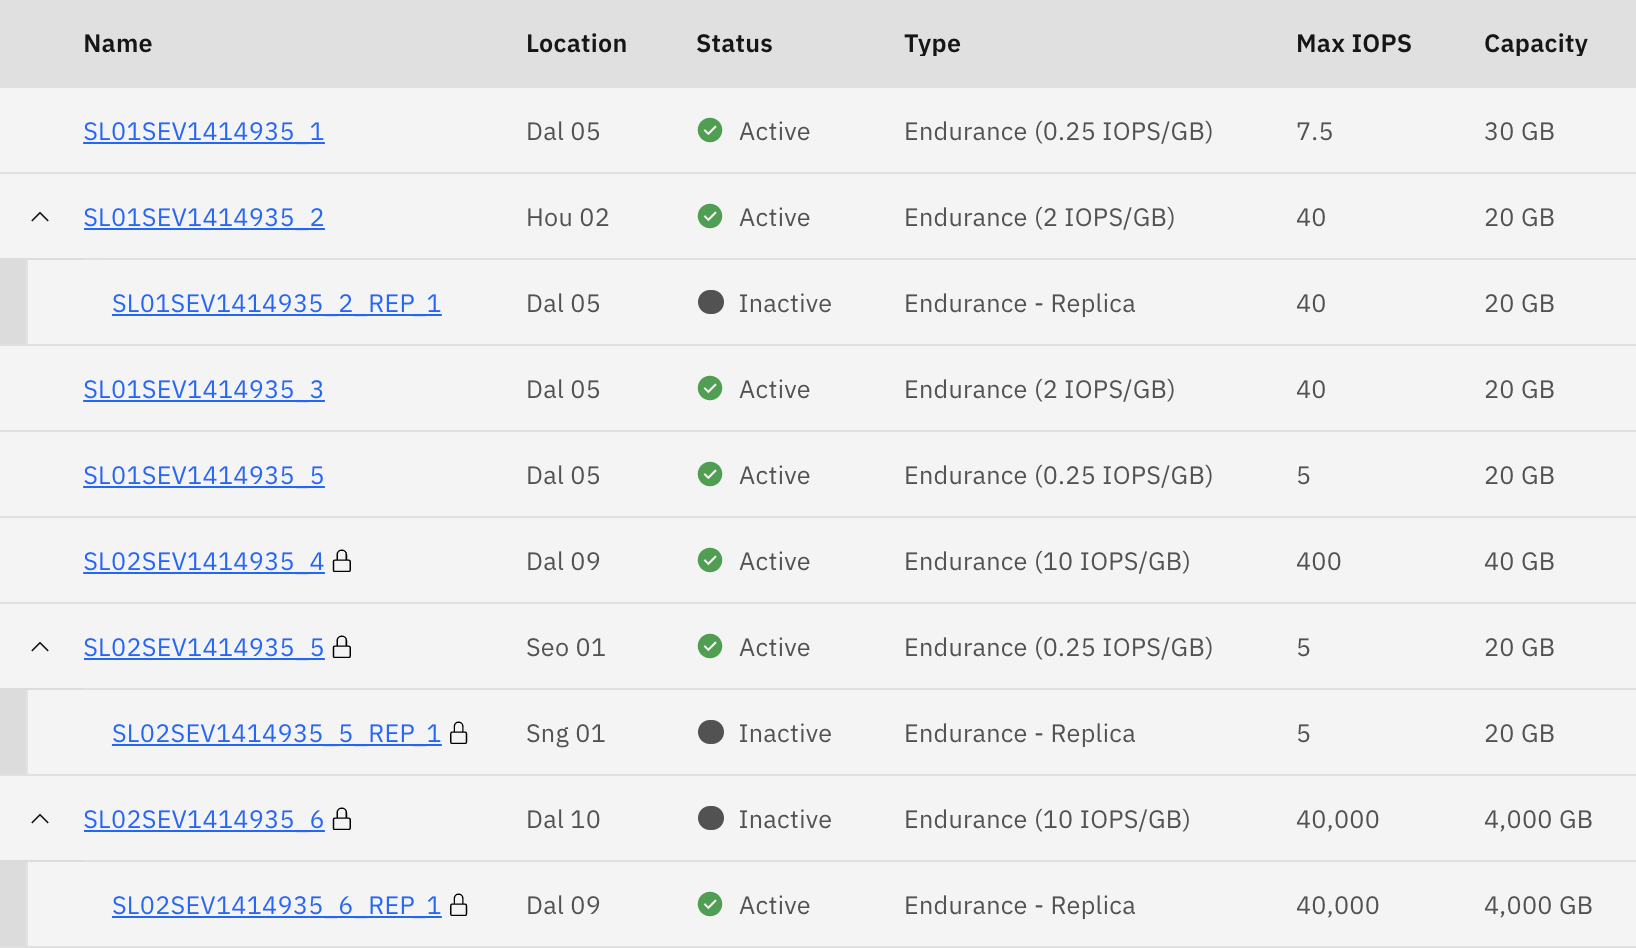 Name Location Status Type Max IOPS Capacity
SL01SEV1414935_1 Dal 05 Active Endurance (0.25 IOPS/GB) 7.5 30 GB
SL01SEV1414935_2 Hou 02 Active Endurance (2 IOPS/GB) 40 20 GB
SL01SEV1414935_2_REP_1 Dal 05 Inactive Endurance - Replica 40 20 GB
SL01SEV1414935_3 Dal 05 Active Endurance (2 IOPS/GB) 40 20 GB
SL01SEV1414935_5 Dal 05 Active Endurance (0.25 IOPS/GB) 5 20 GB
SL02SEV1414935_4 Dal 09 Active Endurance (10 IOPS/GB) 400 40 GB
SL02SEV1414935_5 Seo 01 Active Endurance (0.25 IOPS/GB) 5 20 GB
SL02SEV1414935_5_REP_1 Sng 01 Inactive Endurance - Replica 5 20 GB
SL02SEV1414935_6 Dal 10 Inactive Endurance (10 IOPS/GB) 40,000 4,000 GB
SL02SEV1414935_6_REP_1 Dal 09 Active Endurance - Replica 40,000 4,000 GB